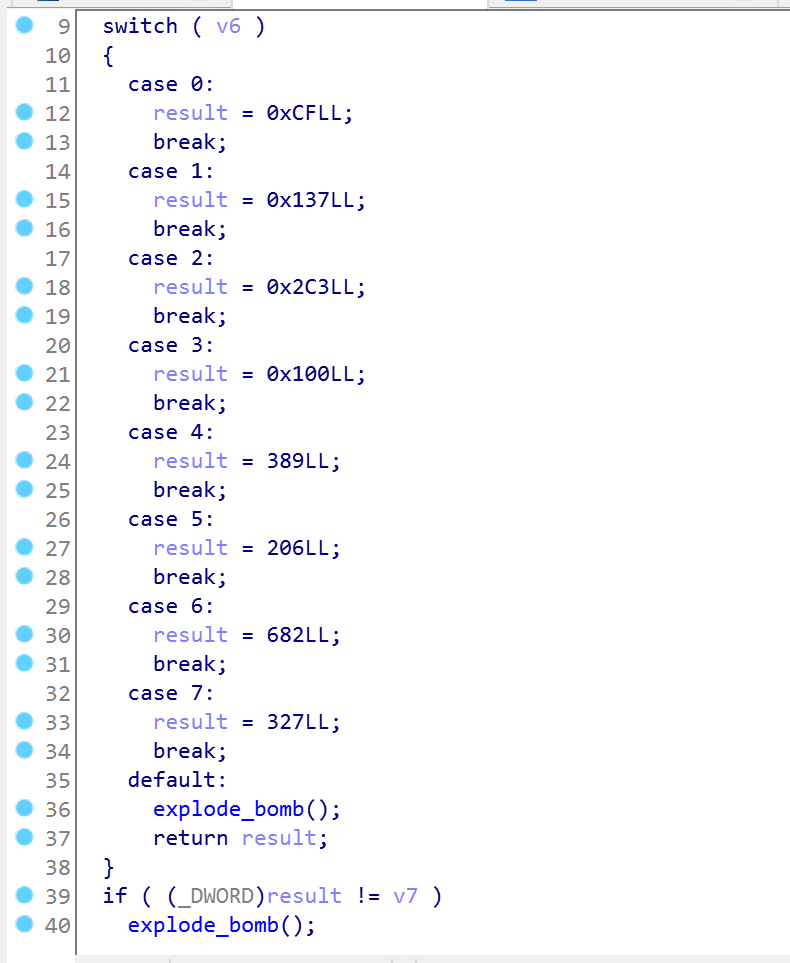 9 switch ( v6 )
10 {
11 case 0:
12 result = 0xCFLL;
13 break;
14 case 1:
15 result = 0x137LL;
16 break;
17 case 2:
18 result = 0x2C3LL;
19 break;
20 case 3:
21 result = 0x100LL;
22 break;
23 case 4:
24 result = 389LL;
25 break;
26 case 5:
27 result = 206LL;
28 break;
29 case 6:
30 result = 682LL;
31 break;
32 case 7:
33 result = 327LL;
34 break;
35 default:
36 explode_bomb();
37 return result;
38 }
39 if ( (_DWORD)result != v7 )
40 explode_bomb();